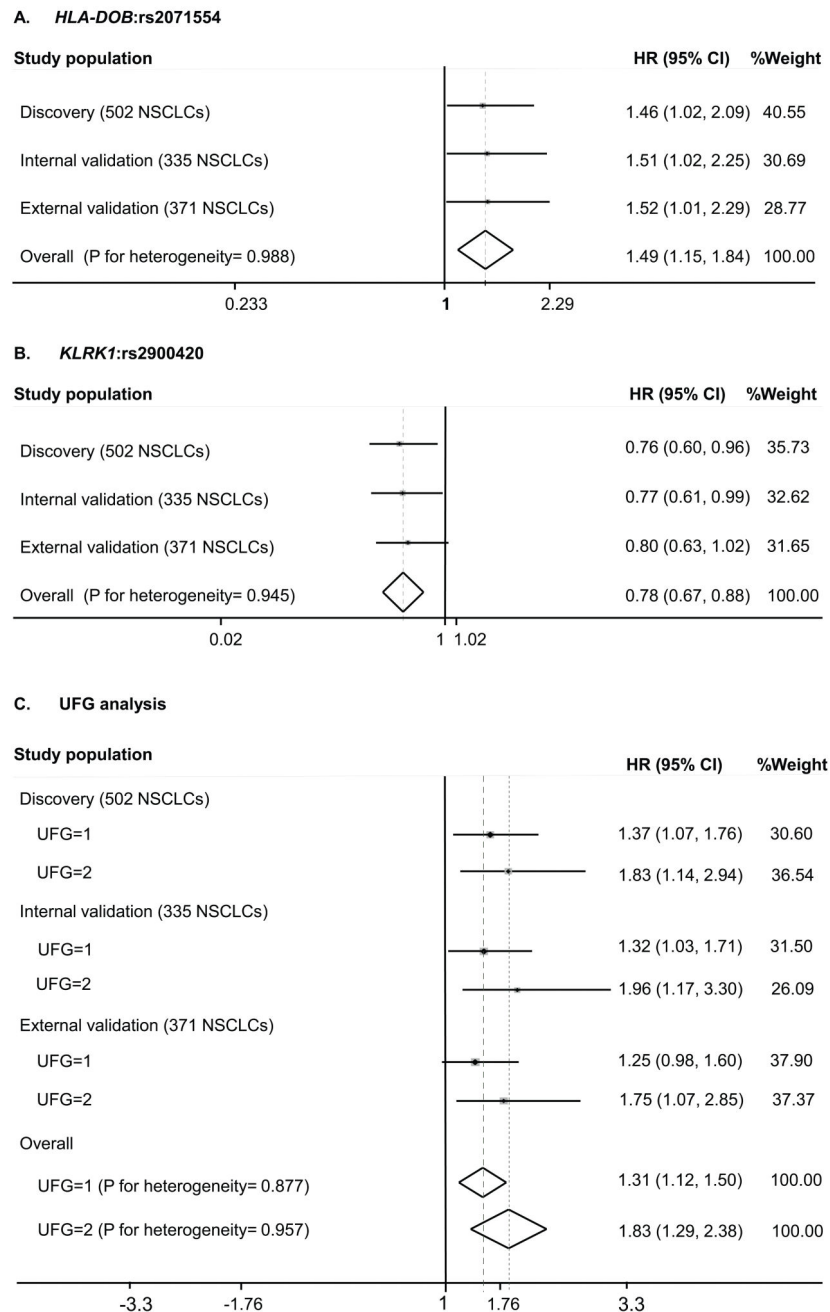 A. HLA-DOB:rs2071554
Study population HR (95% CI) %Weight
Discovery (502 NSCLCs) 1.46 (1.02, 2.09) 40.55
Internal validation (335 NSCLCs) 1.51 (1.02, 2.25) 30.69
External validation (371 NSCLCs) 1.52 (1.01, 2.29) 28.77
Overall (P for heterogeneity= 0.988) 1.49 (1.15, 1.84) 100.00
0.233 1 2.29
B. KLRK1:rs2900420
Study population HR (95% CI) %Weight
Discovery (502 NSCLCs) 0.76 (0.60, 0.96) 35.73
Internal validation (335 NSCLCs) 0.77 (0.61, 0.99) 32.62
External validation (371 NSCLCs) 0.80 (0.63, 1.02) 31.65
Overall (P for heterogeneity= 0.945) 0.78 (0.67, 0.88) 100.00
0.02 1 1.02
C. UFG analysis
Study population HR (95% CI) %Weight
Discovery (502 NSCLCs)
UFG=1 1.37 (1.07, 1.76) 30.60
UFG=2 1.83 (1.14, 2.94) 36.54
Internal validation (335 NSCLCs)
UFG=1 1.32 (1.03, 1.71) 31.50
UFG=2 1.96 (1.17, 3.30) 26.09
External validation (371 NSCLCs)
UFG=1 1.25 (0.98, 1.60) 37.90
UFG=2 1.75 (1.07, 2.85) 37.37
Overall
UFG=1 (P for heterogeneity= 0.877) 1.31 (1.12, 1.50) 100.00
UFG=2 (P for heterogeneity= 0.957) 1.83 (1.29, 2.38) 100.00
-3.3 -1.76 1 1.76 3.3